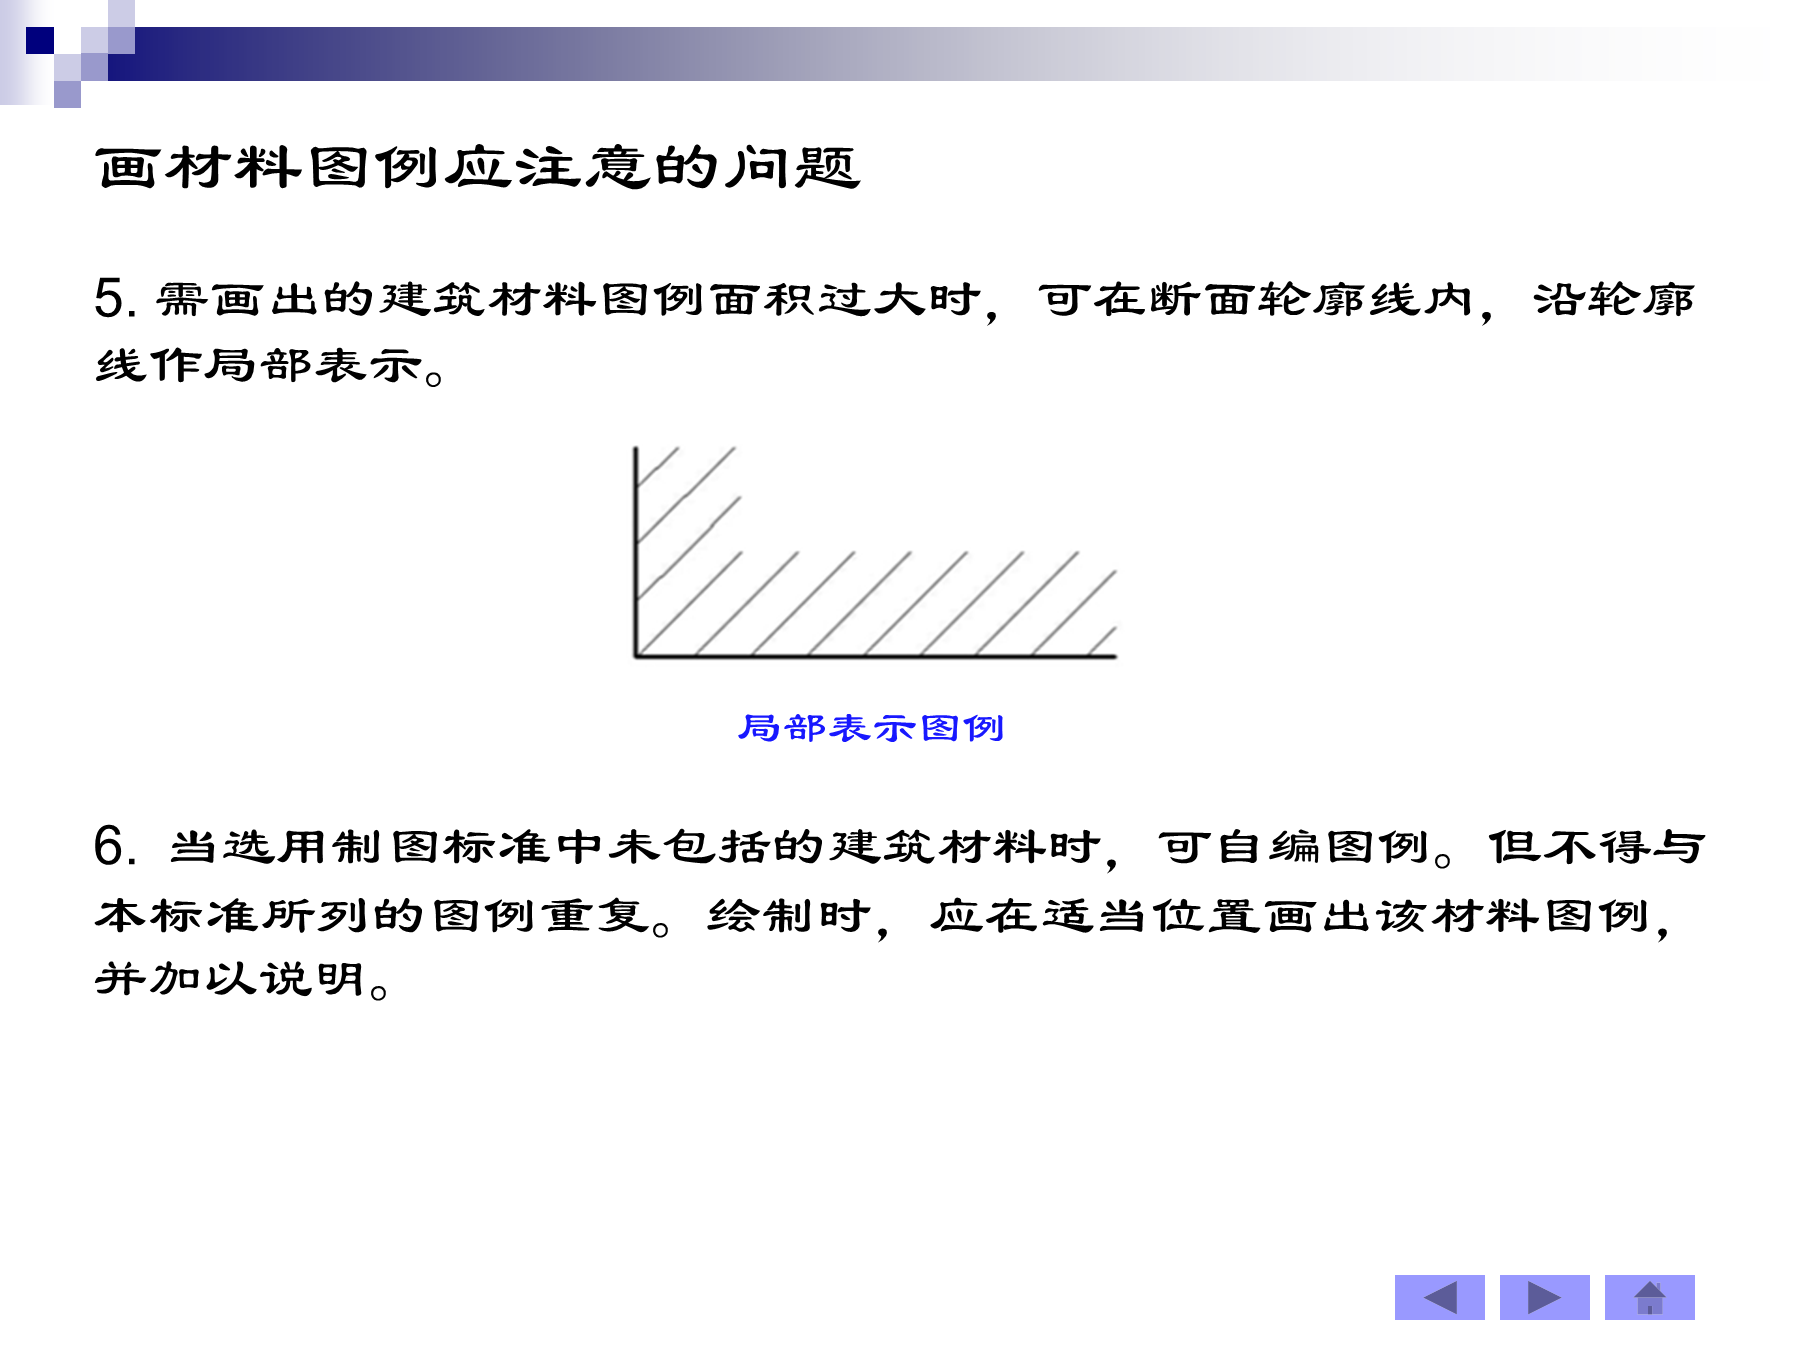 画材料图例应注意的问题
5. 需画出的建筑材料图例面积过大时，可在断面轮廓线内，沿轮廓
线作局部表示。
局部表示图例
6. 当选用制图标准中未包括的建筑材料时，可自编图例。但不得与
本标准所列的图例重复。绘制时，应在适当位置画出该材料图例，
并加以说明。